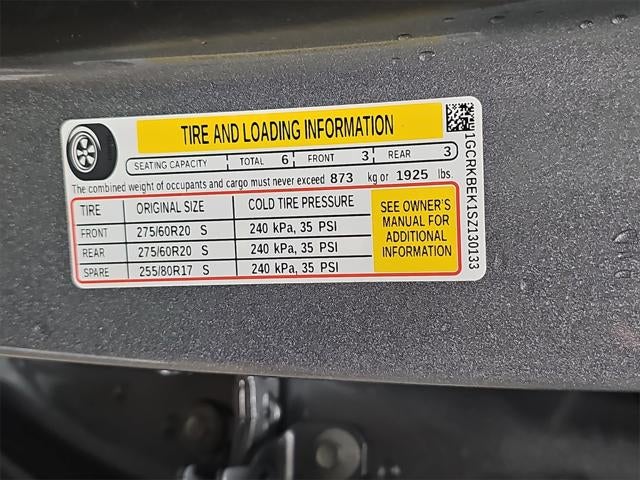 TIRE AND LOADING INFORMATION
SEATING CAPACITY TOTAL 6 FRONT 3 REAR 3
The combined weight of occupants and cargo must never exceed 873 kg or 1925 lbs.
TIRE ORIGINAL SIZE COLD TIRE PRESSURE
FRONT 275/60R20 S 240 kPa, 35 PSI
REAR 275/60R20 S 240 kPa, 35 PSI
SPARE 255/80R17 S 240 kPa, 35 PSI
SEE OWNER'S
MANUAL FOR
ADDITIONAL
INFORMATION
1GCRKBEK1SZ130133